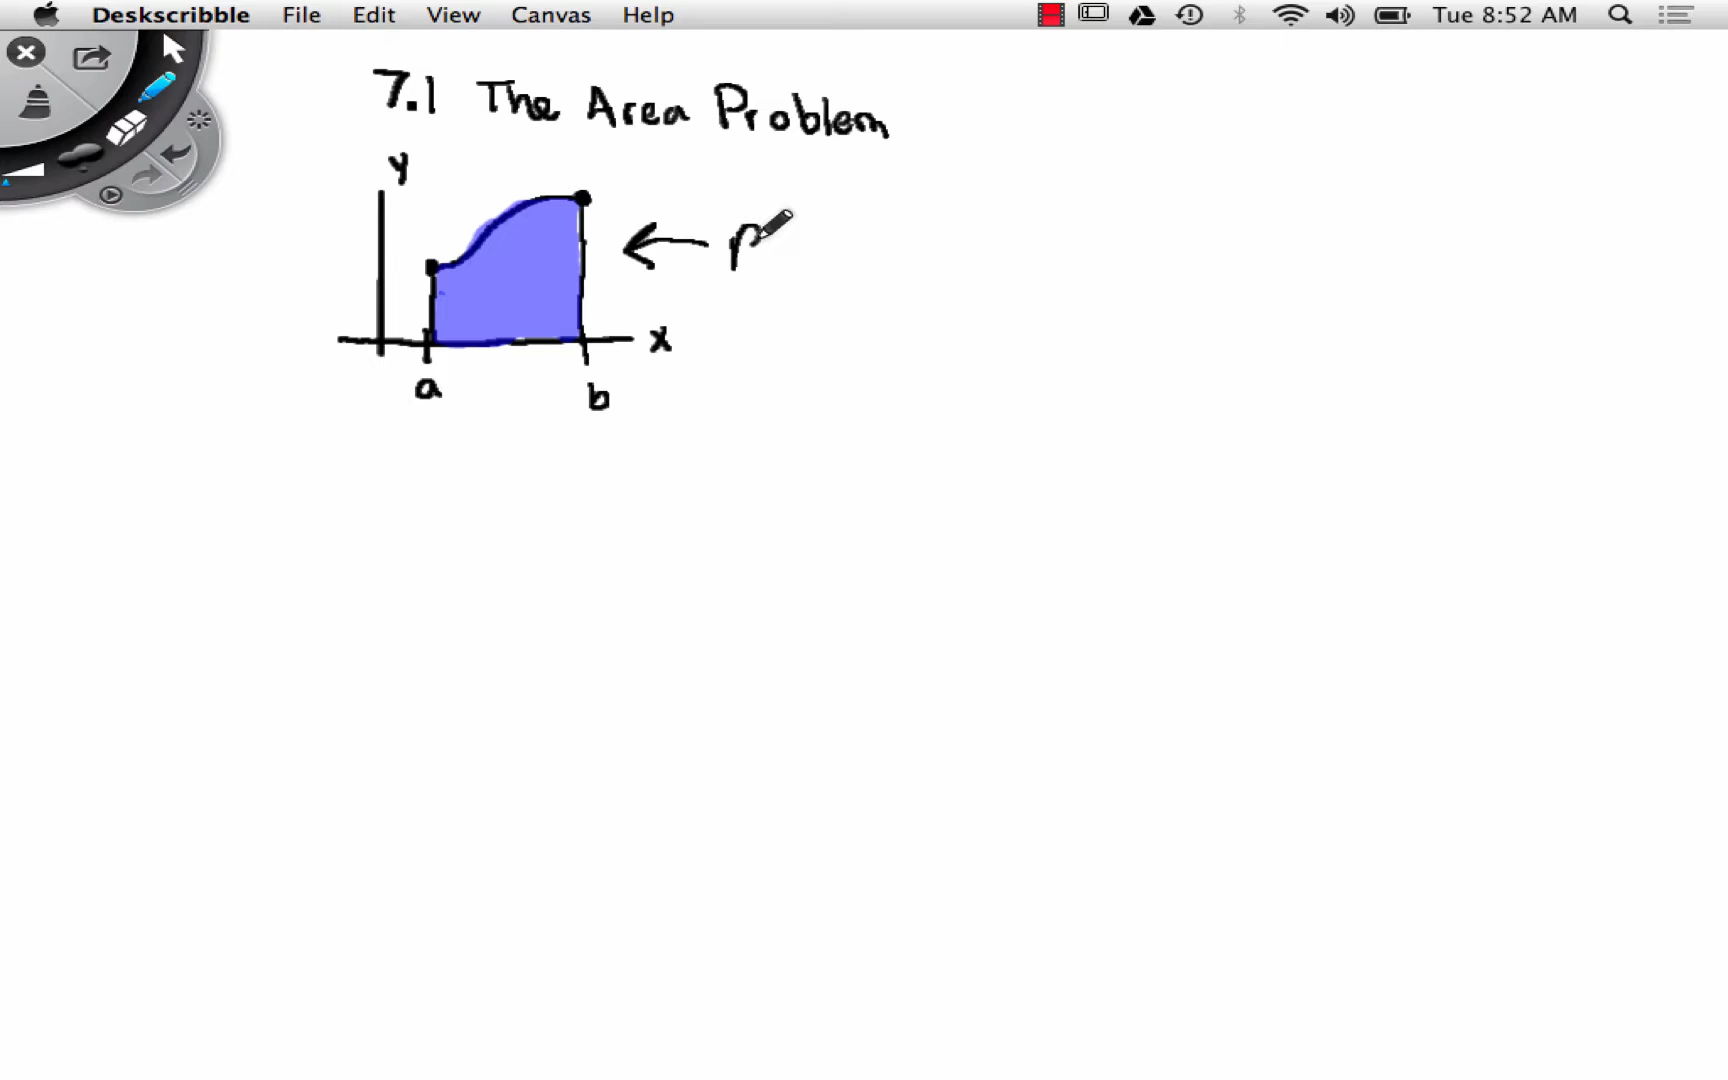 Deskscribble File Edit View Canvas Help Tue 8:52 AM
7.1 The Area Problem
y
x
a
b